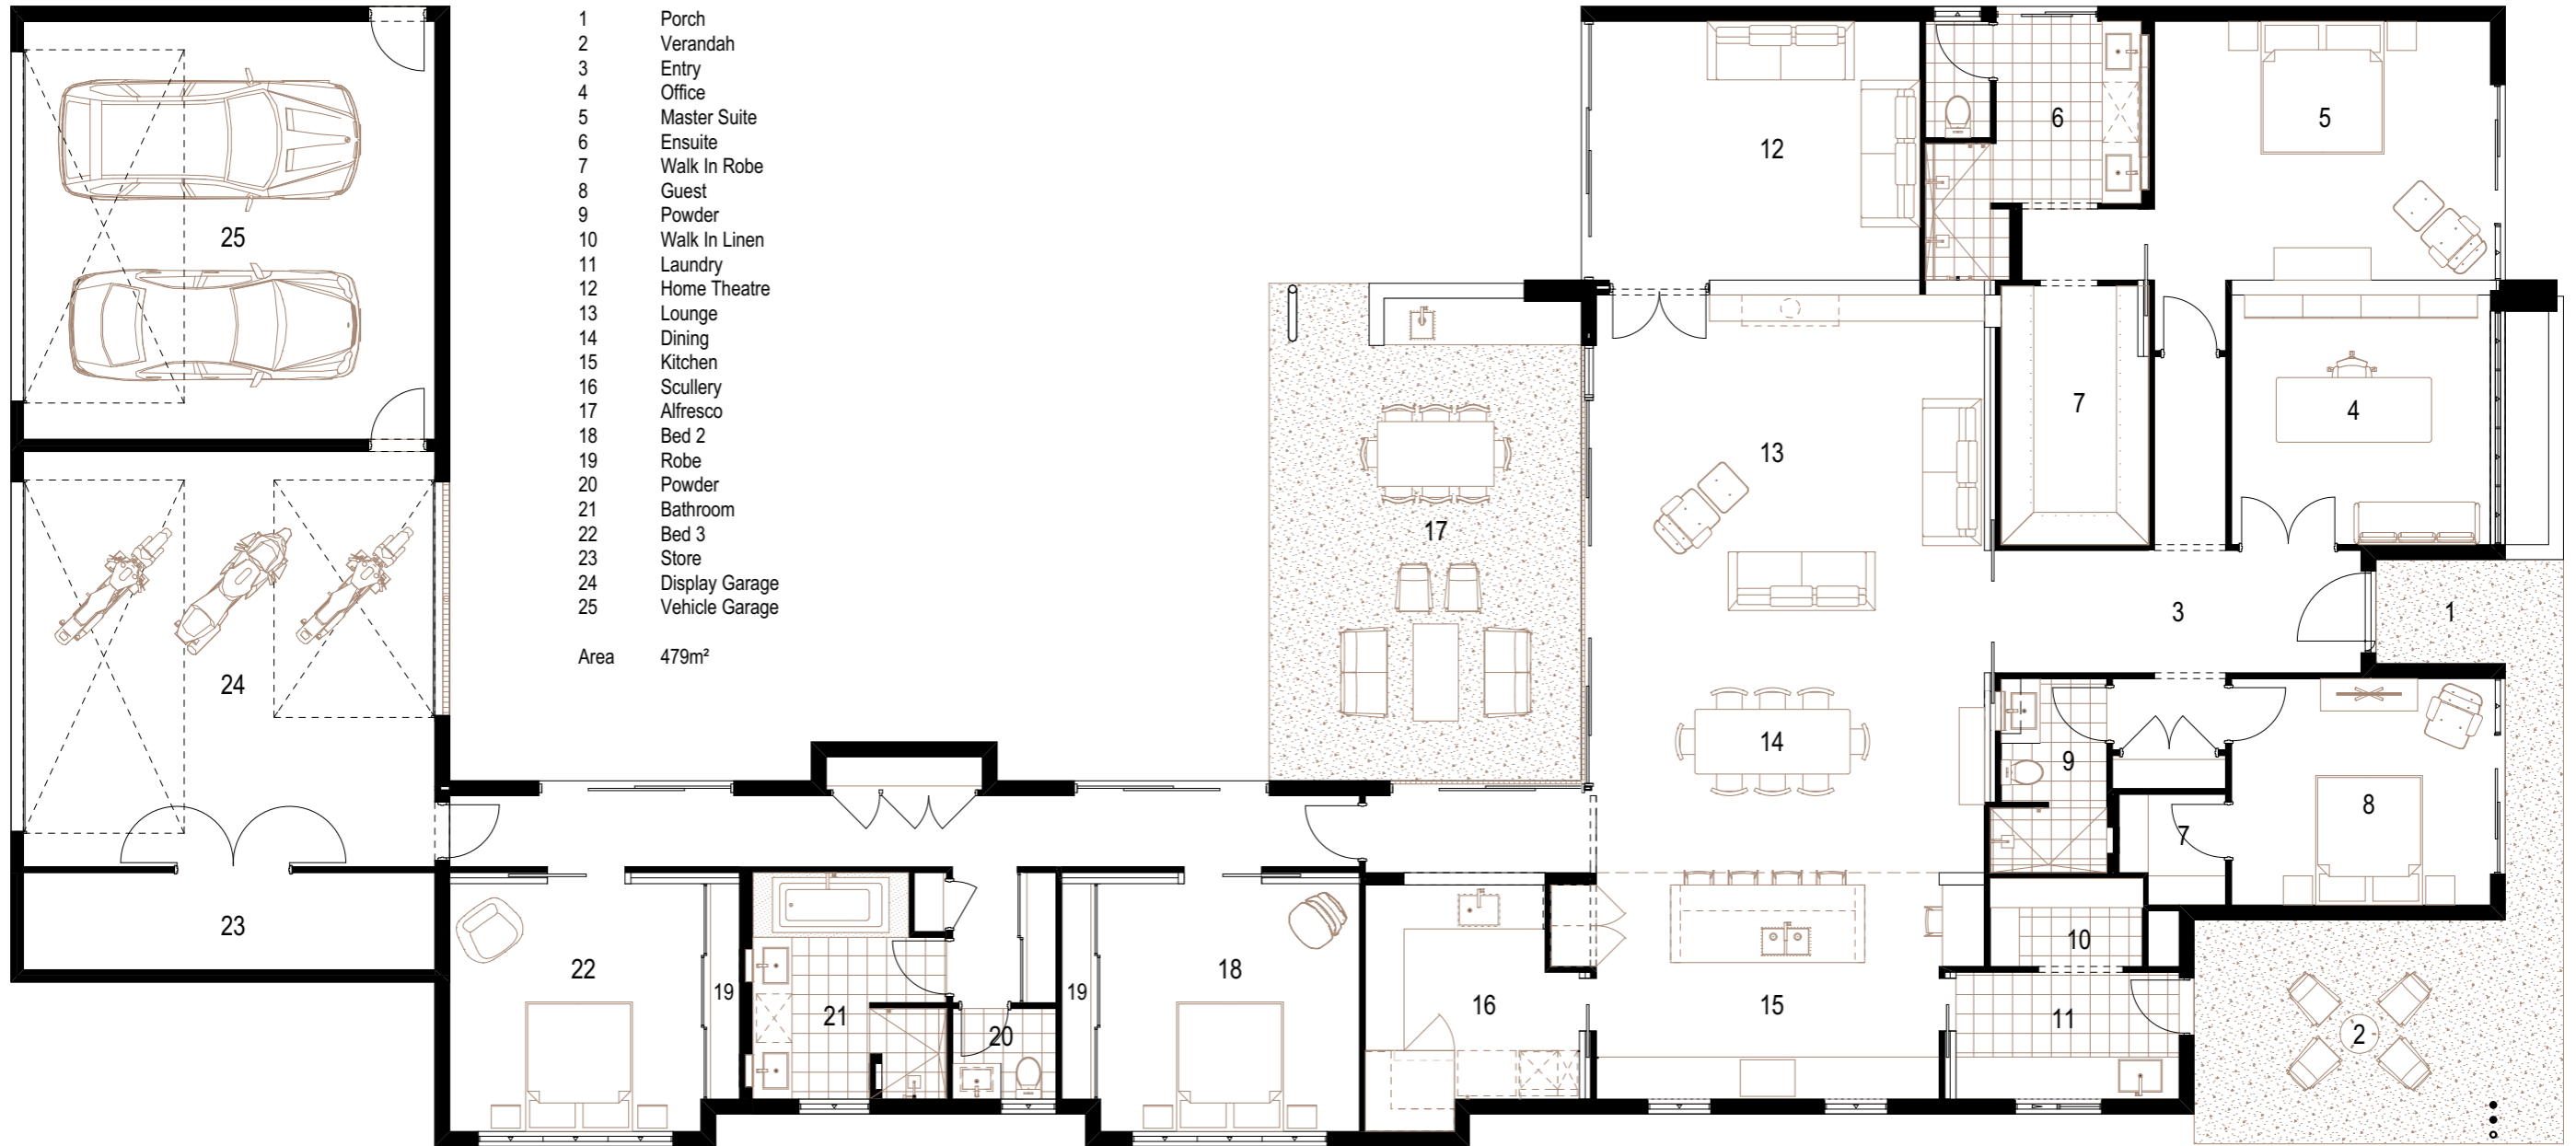 1 Porch
2 Verandah
3 Entry
4 Office
5 Master Suite
6 Ensuite
7 Walk In Robe
8 Guest
9 Powder
10 Walk In Linen
11 Laundry
12 Home Theatre
13 Lounge
14 Dining
15 Kitchen
16 Scullery
17 Alfresco
18 Bed 2
19 Robe
20 Powder
21 Bathroom
22 Bed 3
23 Store
24 Display Garage
25 Vehicle Garage
Area 479m²
6
5
12
25
7
4
13
17
3
1
24
14
9
8
7
23
10
22
18
19
19
16
15
21
20
11
2